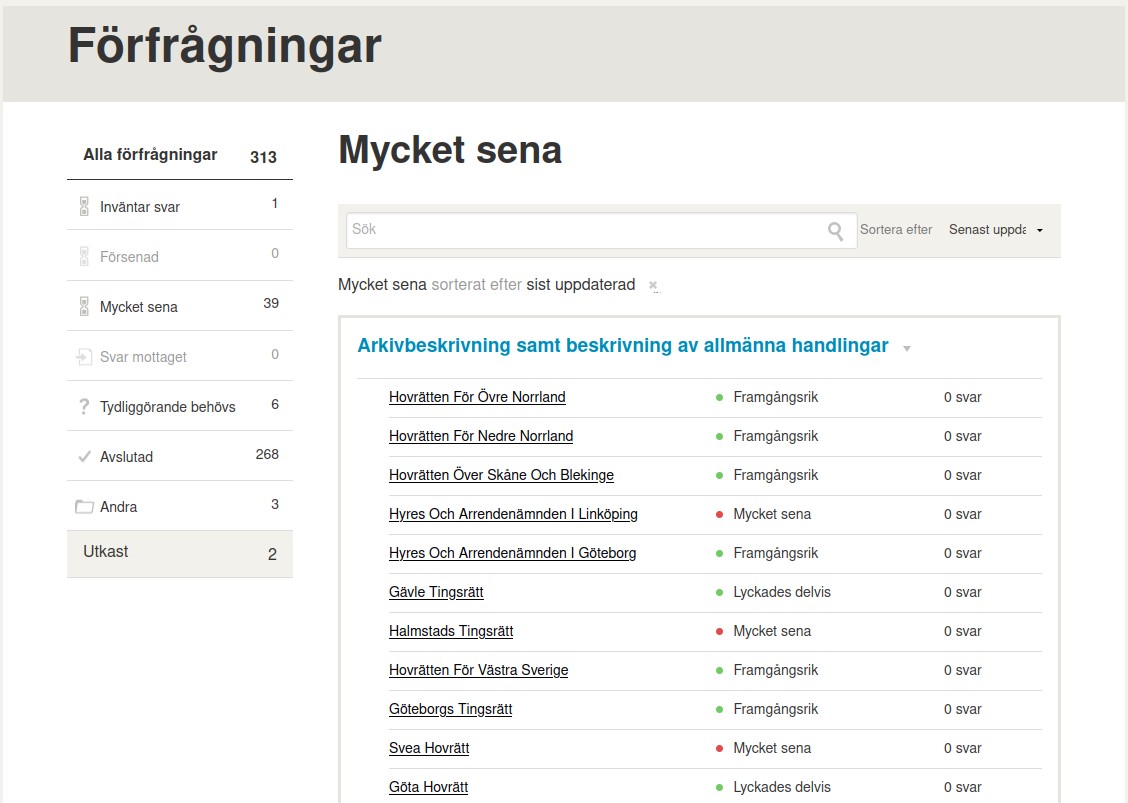 Förfrågningar
Alla förfrågningar 313
Inväntar svar 1
Försenad 0
Mycket sena 39
Svar mottaget 0
Tydliggörande behövs 6
Avslutad 268
Andra 3
Utkast 2
Mycket sena
Sök Sortera efter Senast uppda
Mycket sena sorterat efter sist uppdaterad
Arkivbeskrivning samt beskrivning av allmänna handlingar
Hovrätten För Övre Norrland Framgångsrik 0 svar
Hovrätten För Nedre Norrland Framgångsrik 0 svar
Hovrätten Över Skåne Och Blekinge Framgångsrik 0 svar
Hyres Och Arrendenämnden I Linköping Mycket sena 0 svar
Hyres Och Arrendenämnden I Göteborg Framgångsrik 0 svar
Gävle Tingsrätt Lyckades delvis 0 svar
Halmstads Tingsrätt Mycket sena 0 svar
Hovrätten För Västra Sverige Framgångsrik 0 svar
Göteborgs Tingsrätt Framgångsrik 0 svar
Svea Hovrätt Mycket sena 0 svar
Göta Hovrätt Lyckades delvis 0 svar